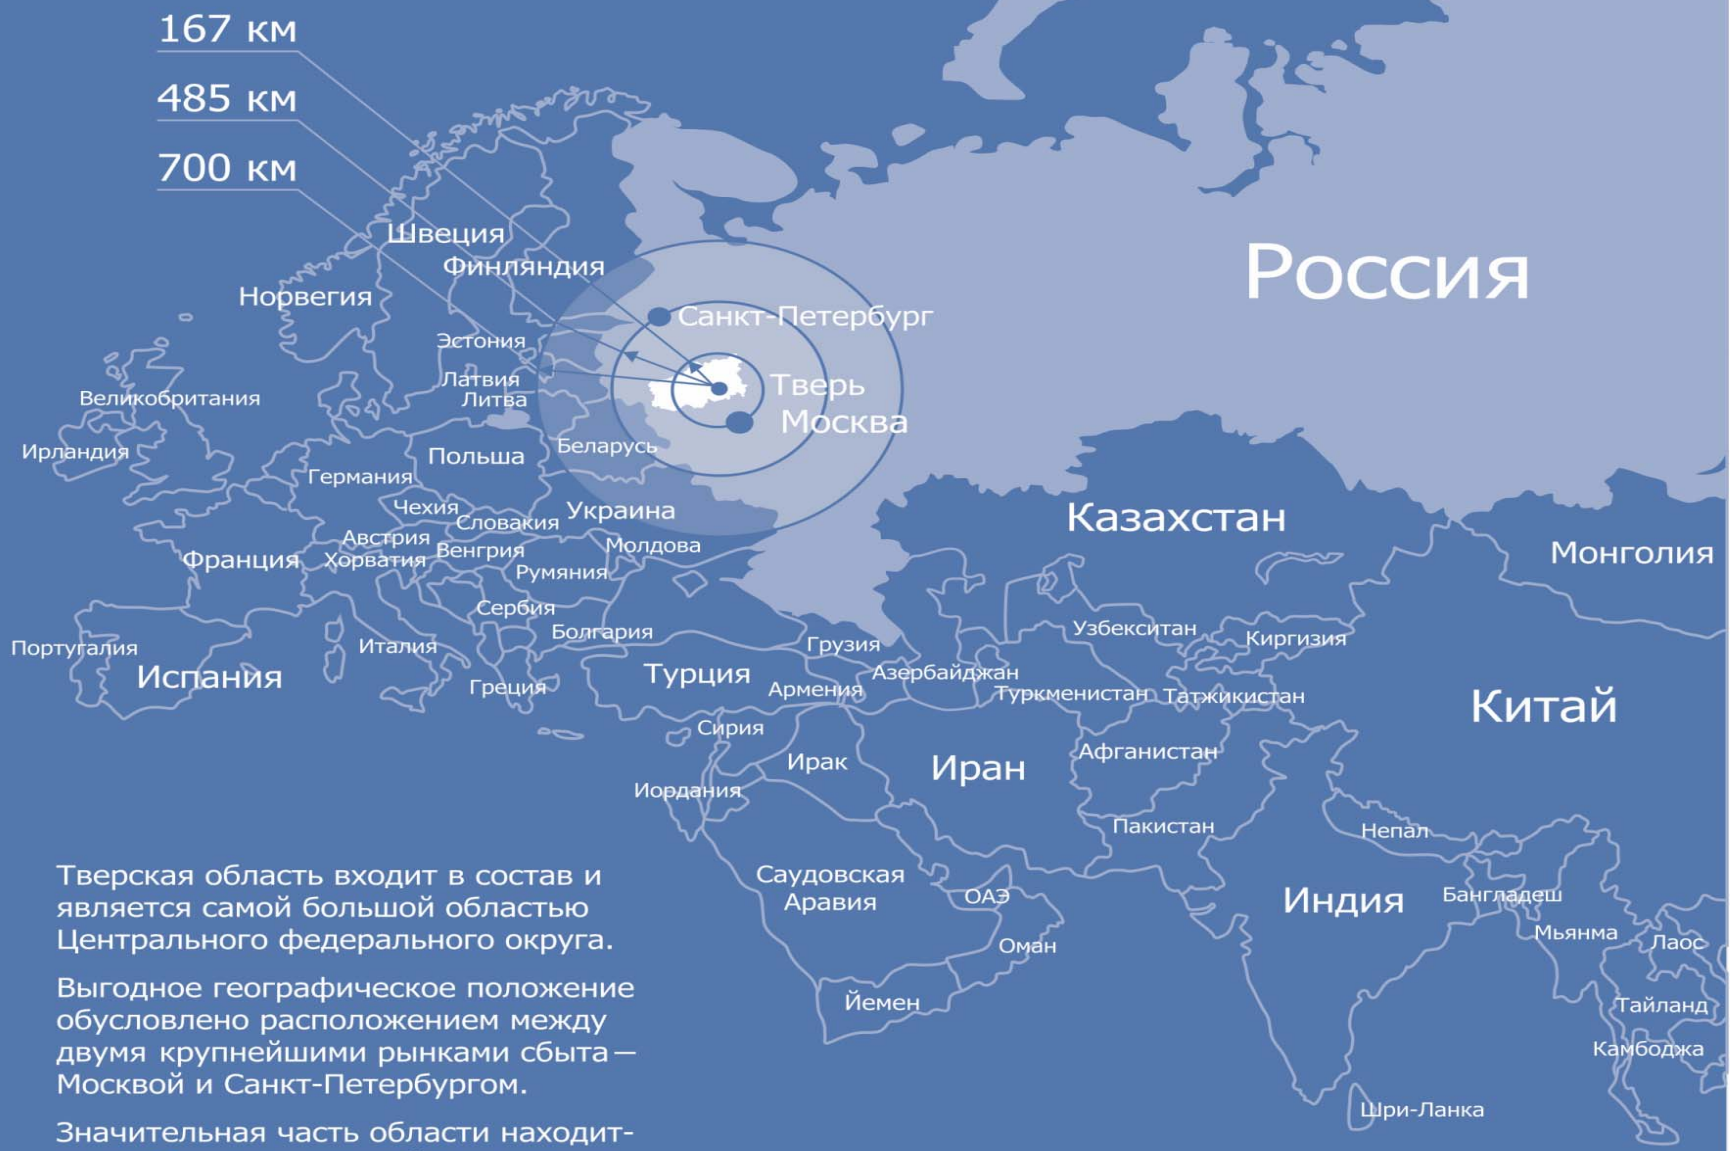 167 км
485 км
700 км
Швеция
Финляндия
Норвегия
Россия
Санкт-Петербург
Эстония
Латвия
Литва
Тверь
Москва
Великобритания
Ирландия
Беларусь
Польша
Германия
Чехия
Словакия
Украина
Казахстан
Австрия
Венгрия
Молдова
Монголия
Франция
Хорватия
Румыния
Сербия
Болгария
Узбекситан
Киргизия
Португалия
Италия
Грузия
Испания
Греция
Турция
Армения
Азербайджан
Туркменистан
Татжикистан
Китай
Сирия
Ирак
Иран
Афганистан
Иордания
Пакистан
Непал
Саудовская
Аравия
ОАЭ
Индия
Бангладеш
Оман
Мьянма
Лаос
Йемен
Тайланд
Камбоджа
Шри-Ланка
Тверская область входит в состав и
является самой большой областью
Центрального федерального округа.
Выгодное географическое положение
обусловлено расположением между
двумя крупнейшими рынками сбыта —
Москвой и Санкт-Петербургом.
Значительная часть области находит-